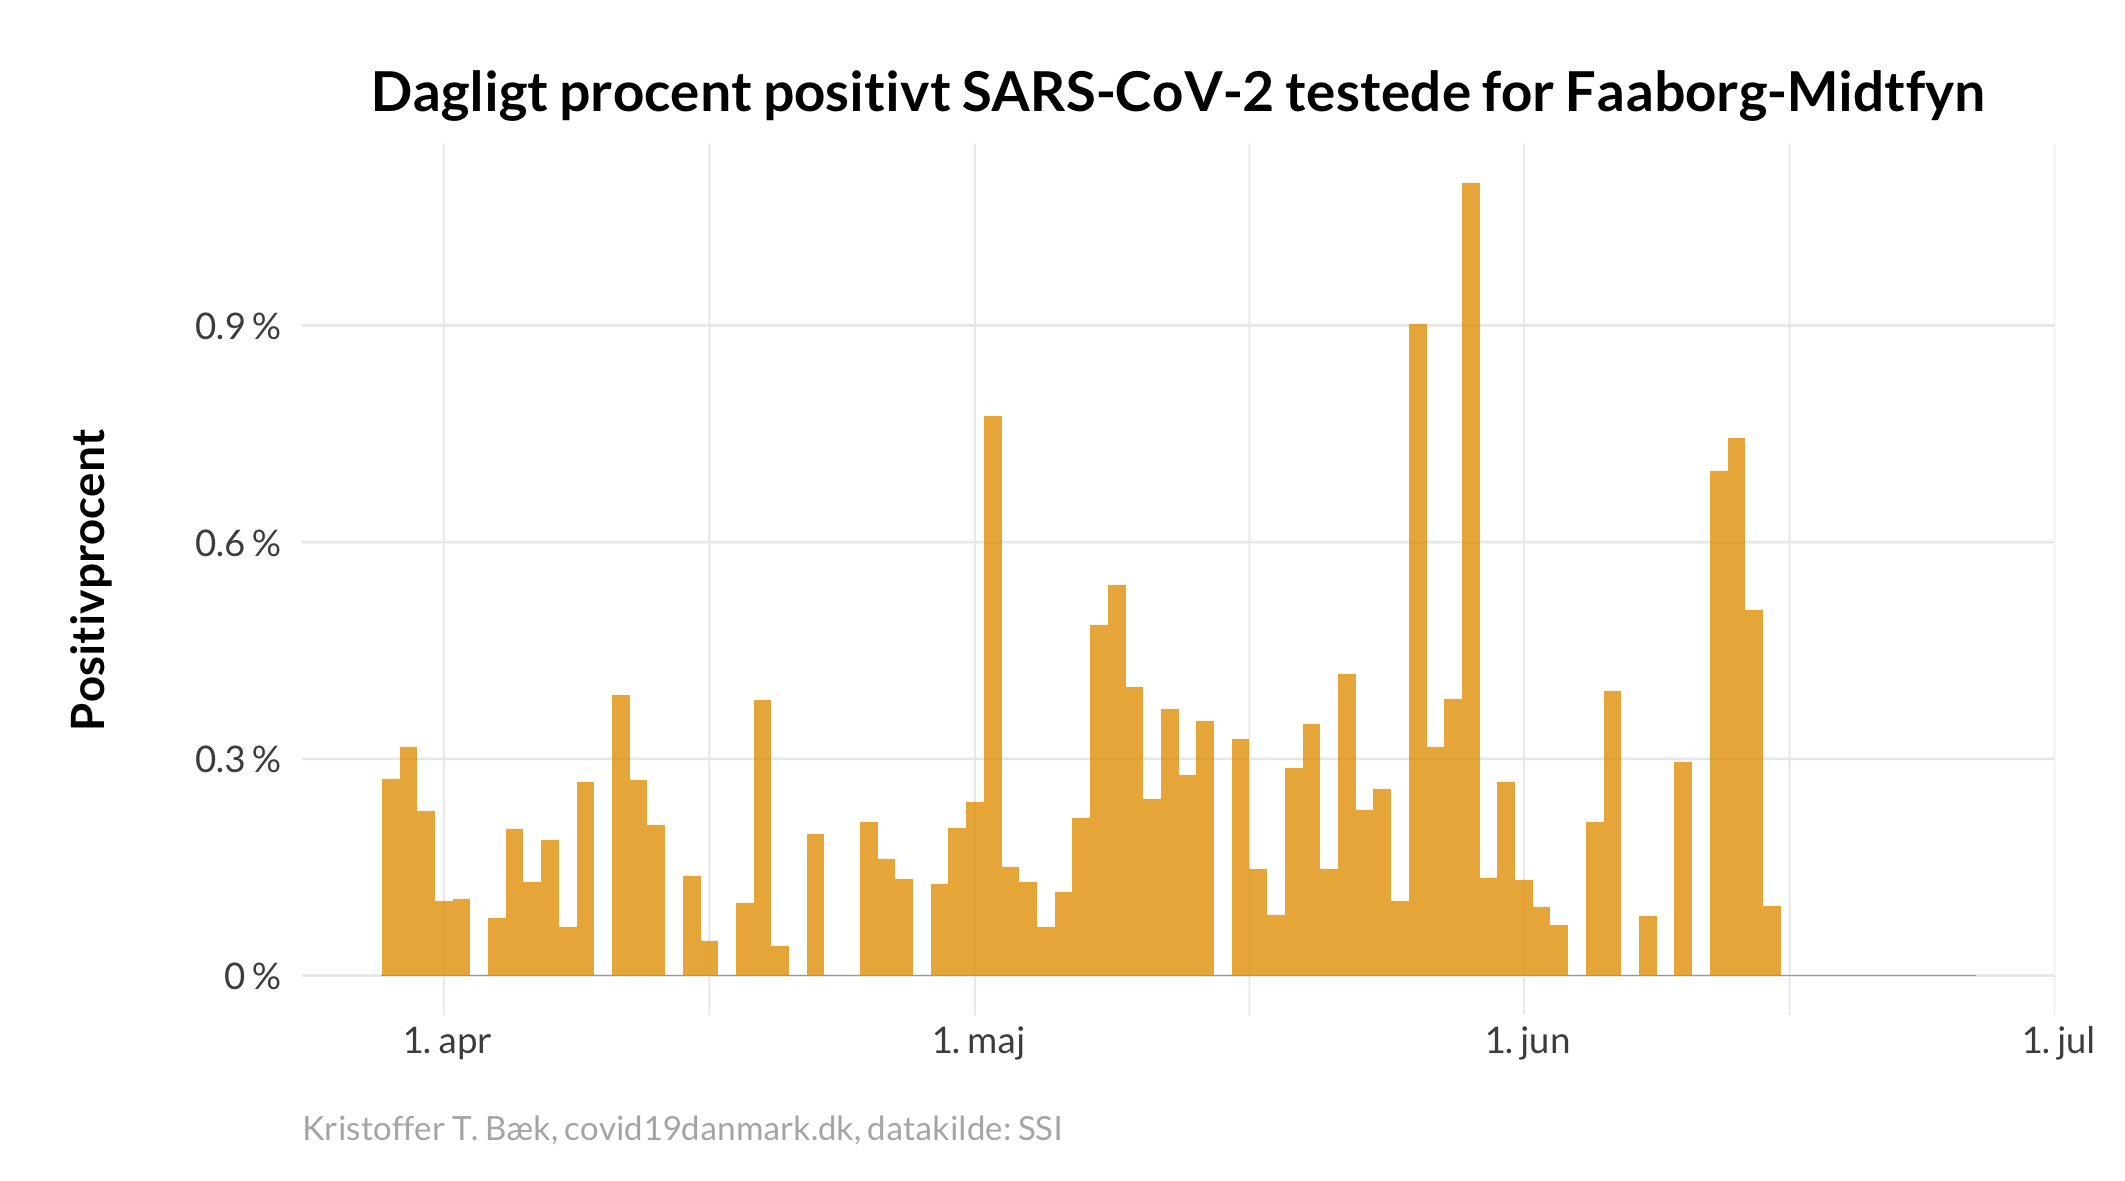 Dagligt procent positivt SARS-CoV-2 testede for Faaborg-Midtfyn
Positivprocent
0.9 %
0.6 %
0.3 %
0 %
1. apr
1. maj
1. jun
1. jul
Kristoffer T. Bæk, covid19danmark.dk, datakilde: SSI